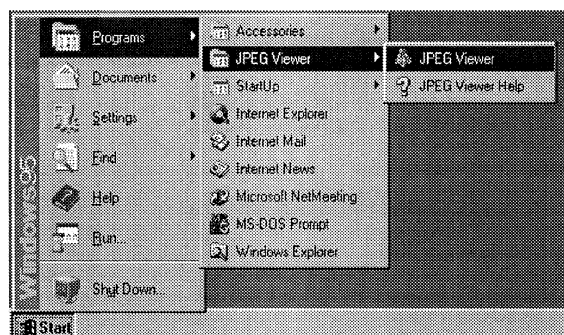 Programs
Documents
Settings
Find
Help
Run...
Shut Down...
Accessories
JPEG Viewer
StartUp
Internet Explorer
Internet Mail
Internet News
Microsoft NetMeeting
MS-DOS Prompt
Windows Explorer
JPEG Viewer
JPEG Viewer Help
Windows95
Start